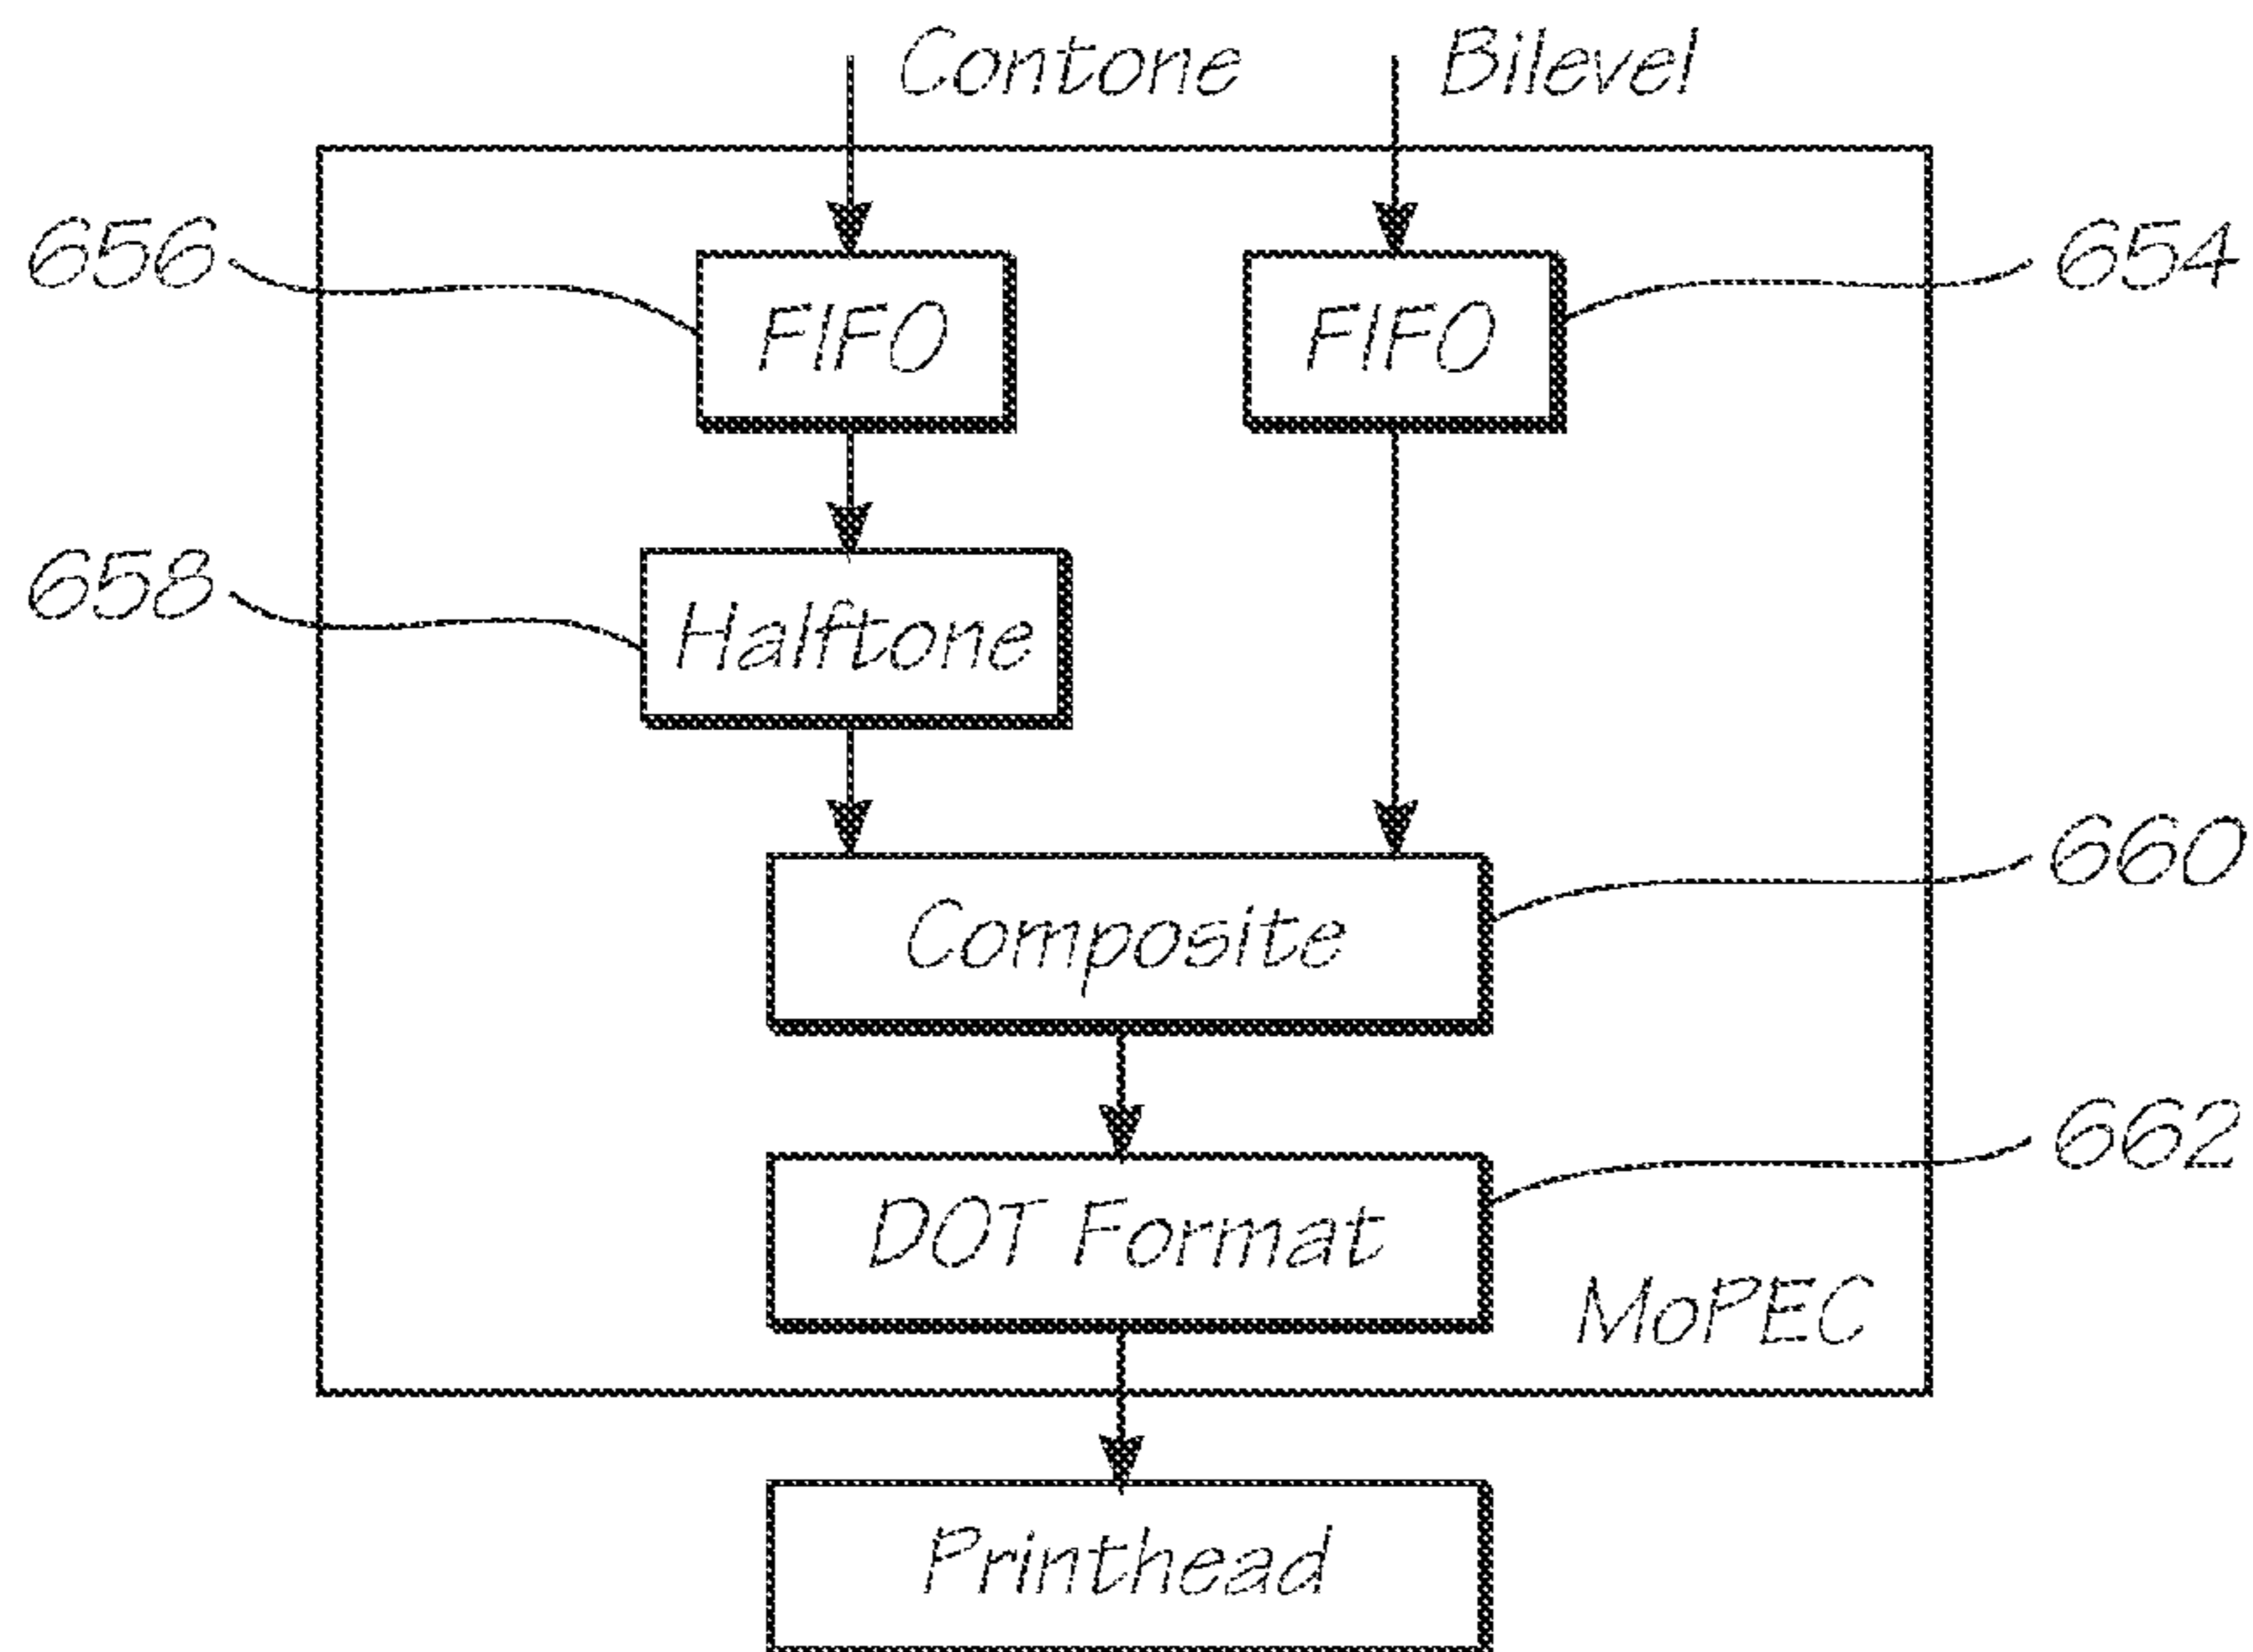 Contone
Bilevel
656
FIFO
FIFO
654
658
Halftone
660
Composite
662
DOT Format
MoPEC
Printhead